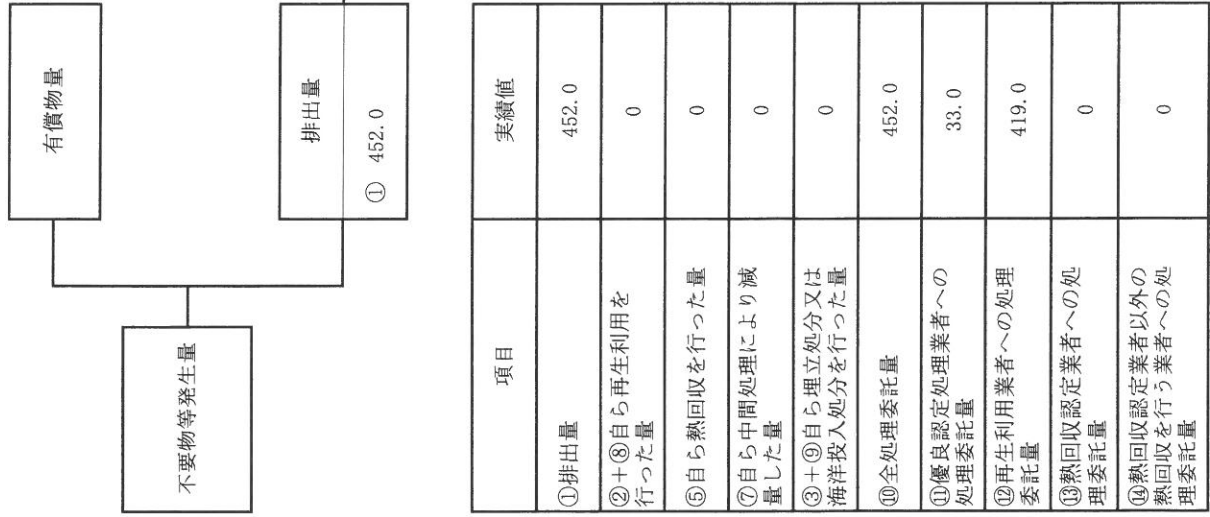 不要物等発生量
有償物量
排出量
① 452.0
項目
実績値
①排出量
452.0
②+⑧自ら再生利用を
行った量
0
⑤自ら熱回収を行った量
0
⑦自ら中間処理により減
量した量
0
③+⑨自ら埋立処分又は
海洋投入処分を行った量
0
⑩全処理委託量
452.0
⑪優良認定処理業者への
処理委託量
33.0
⑫再生利用業者への処理
委託量
419.0
⑬熱回収認定業者への処
理委託量
0
⑭熱回収認定業者以外の
熱回収を行う業者への処
理委託量
0